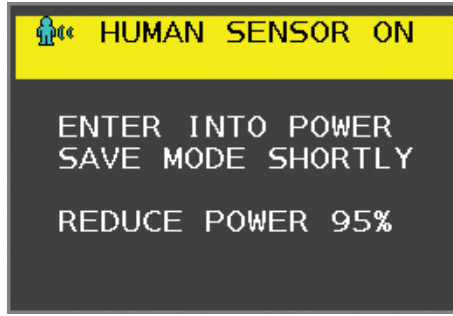 HUMAN SENSOR ON
ENTER INTO POWER
SAVE MODE SHORTLY
REDUCE POWER 95%